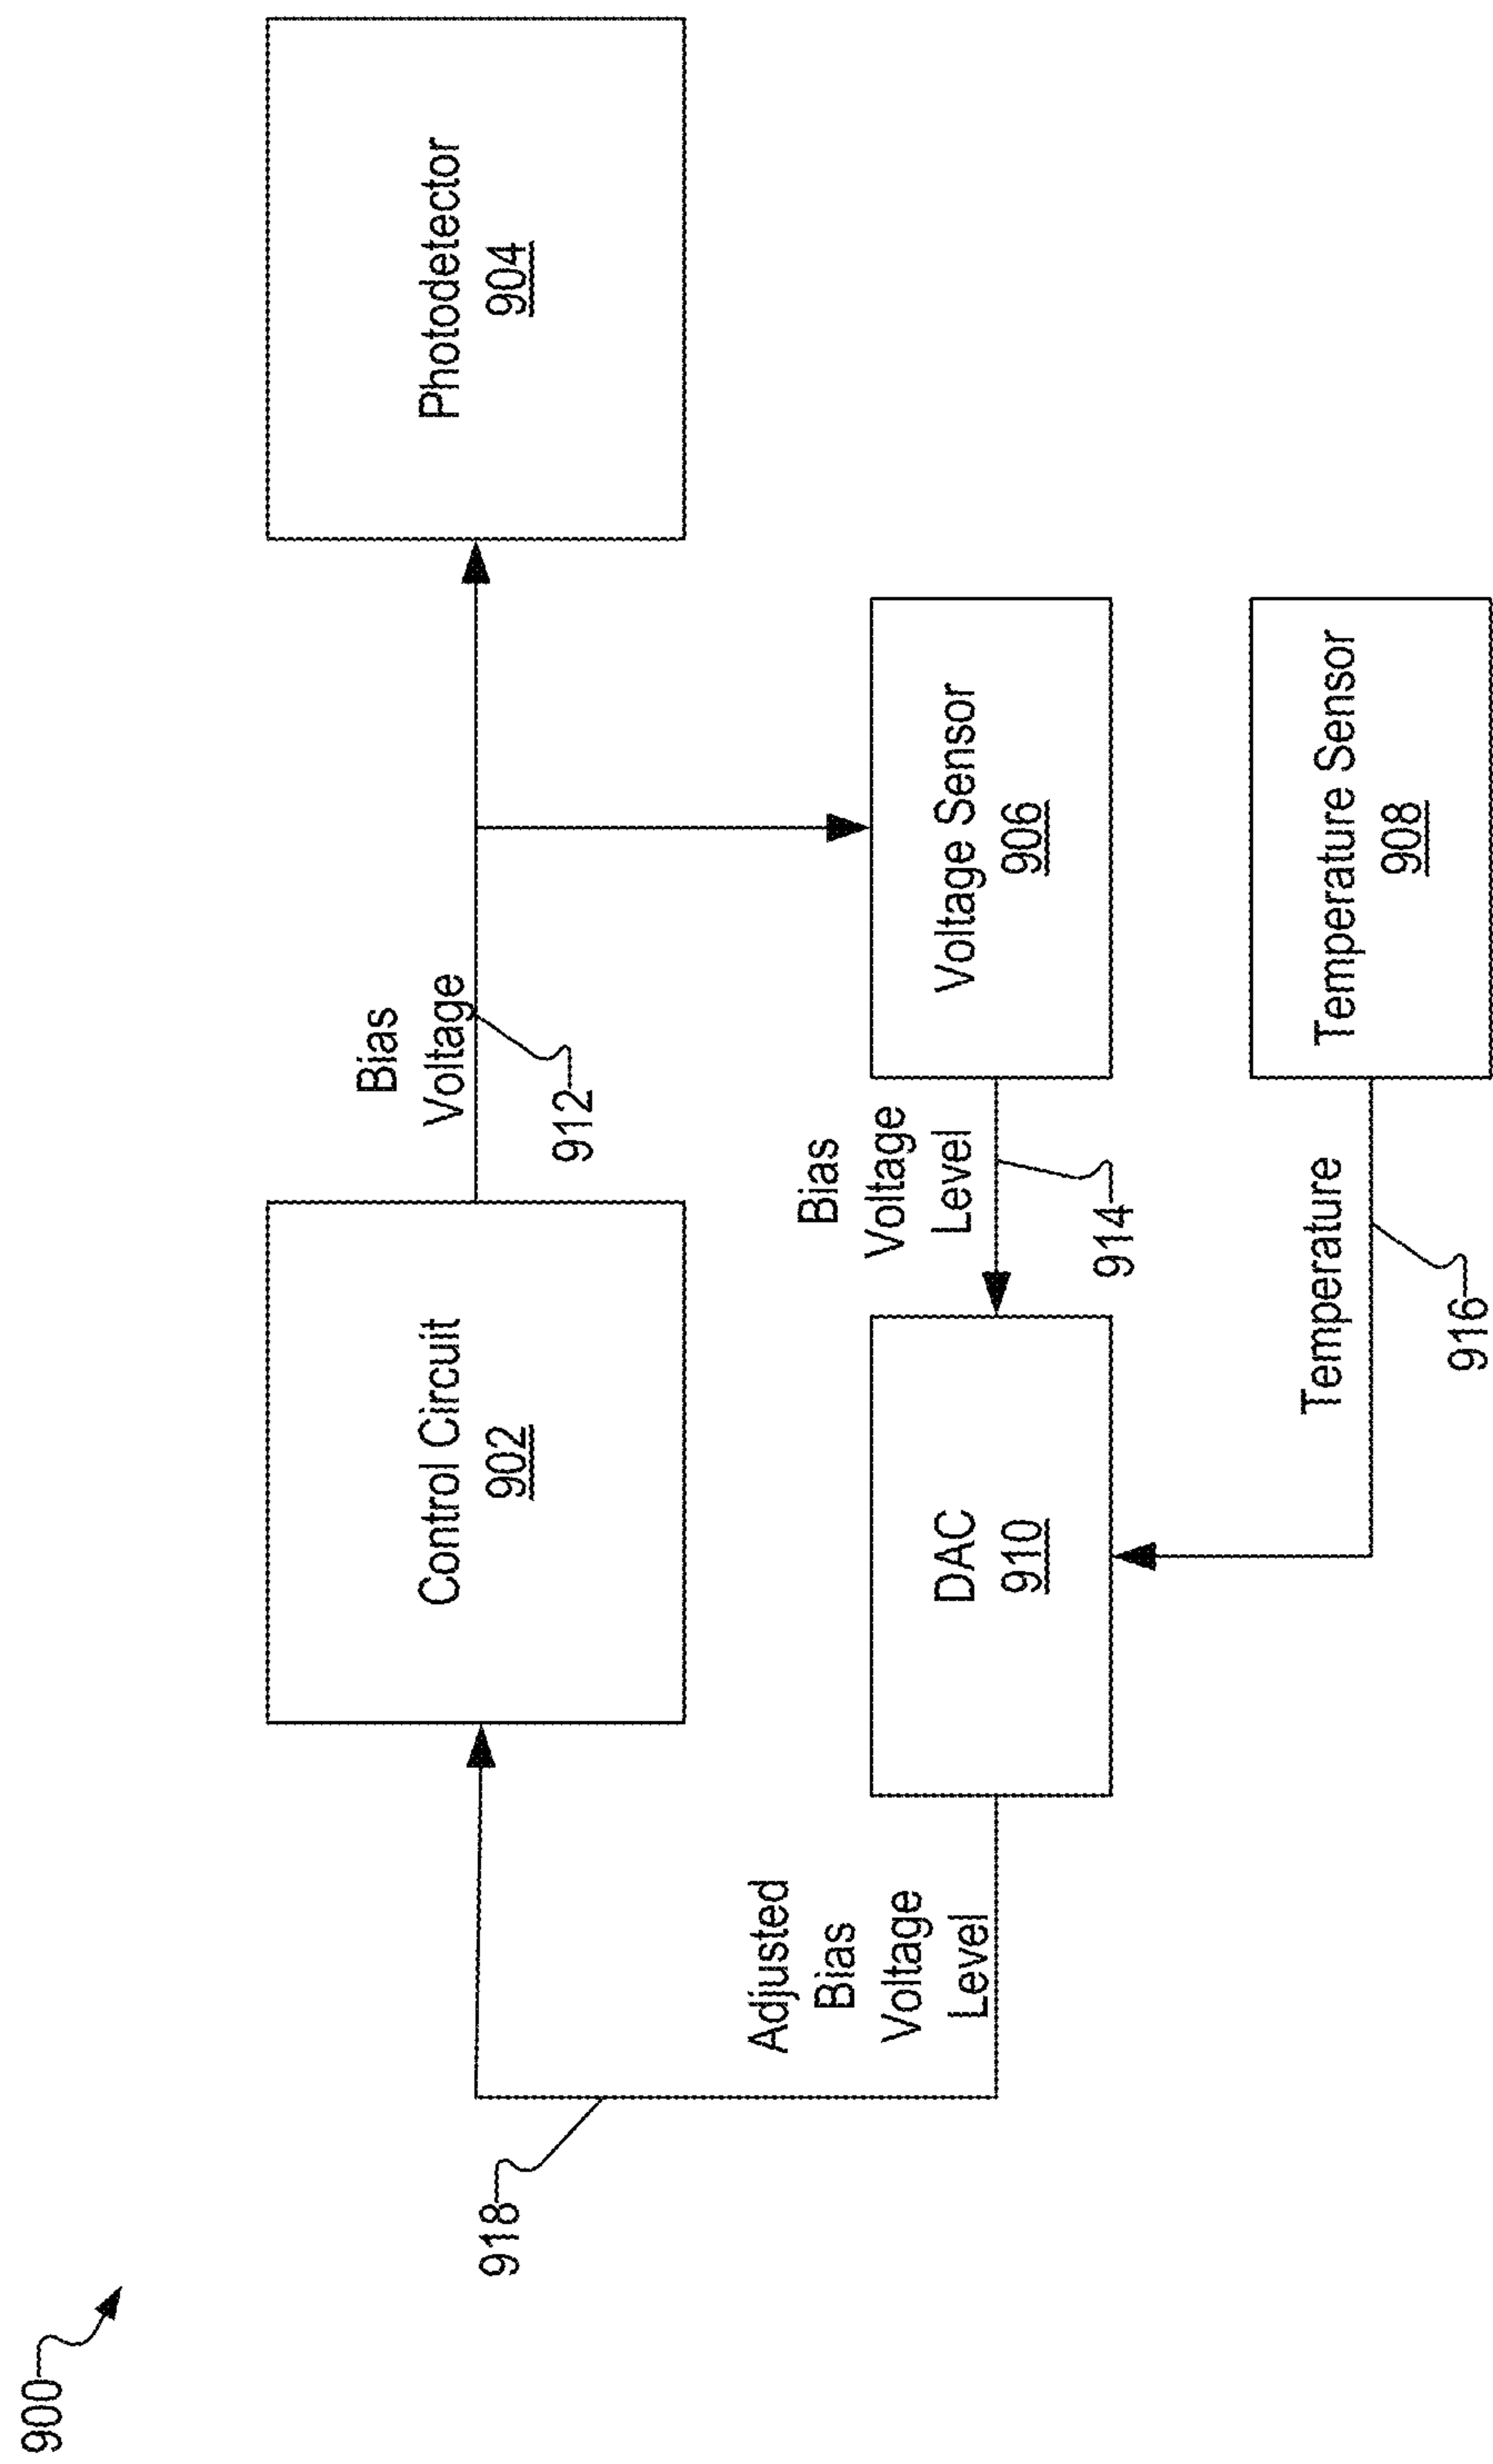 900
Control Circuit
902
Bias
Voltage
912
Photodetector
904
918
Adjusted
Bias
Voltage
Level
DAC
910
Bias
Voltage
Level
914
Voltage Sensor
906
Temperature
916
Temperature Sensor
908